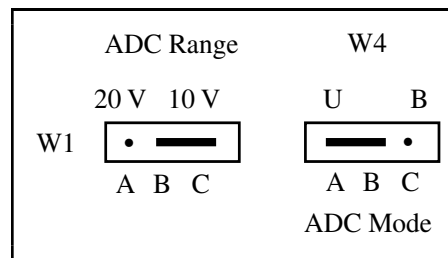 ADC Range W4
20 V 10 V U B
W1
A B C A B C
ADC Mode